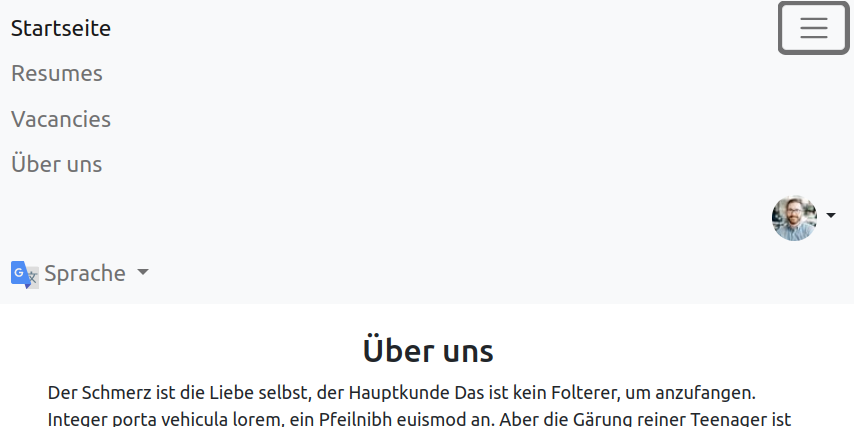 Startseite
Resumes
Vacancies
Über uns
G 文 Sprache
Über uns
Der Schmerz ist die Liebe selbst, der Hauptkunde Das ist kein Folterer, um anzufangen.
Integer porta vehicula lorem, ein Pfeilnibh euismod an. Aber die Gärung reiner Teenager ist